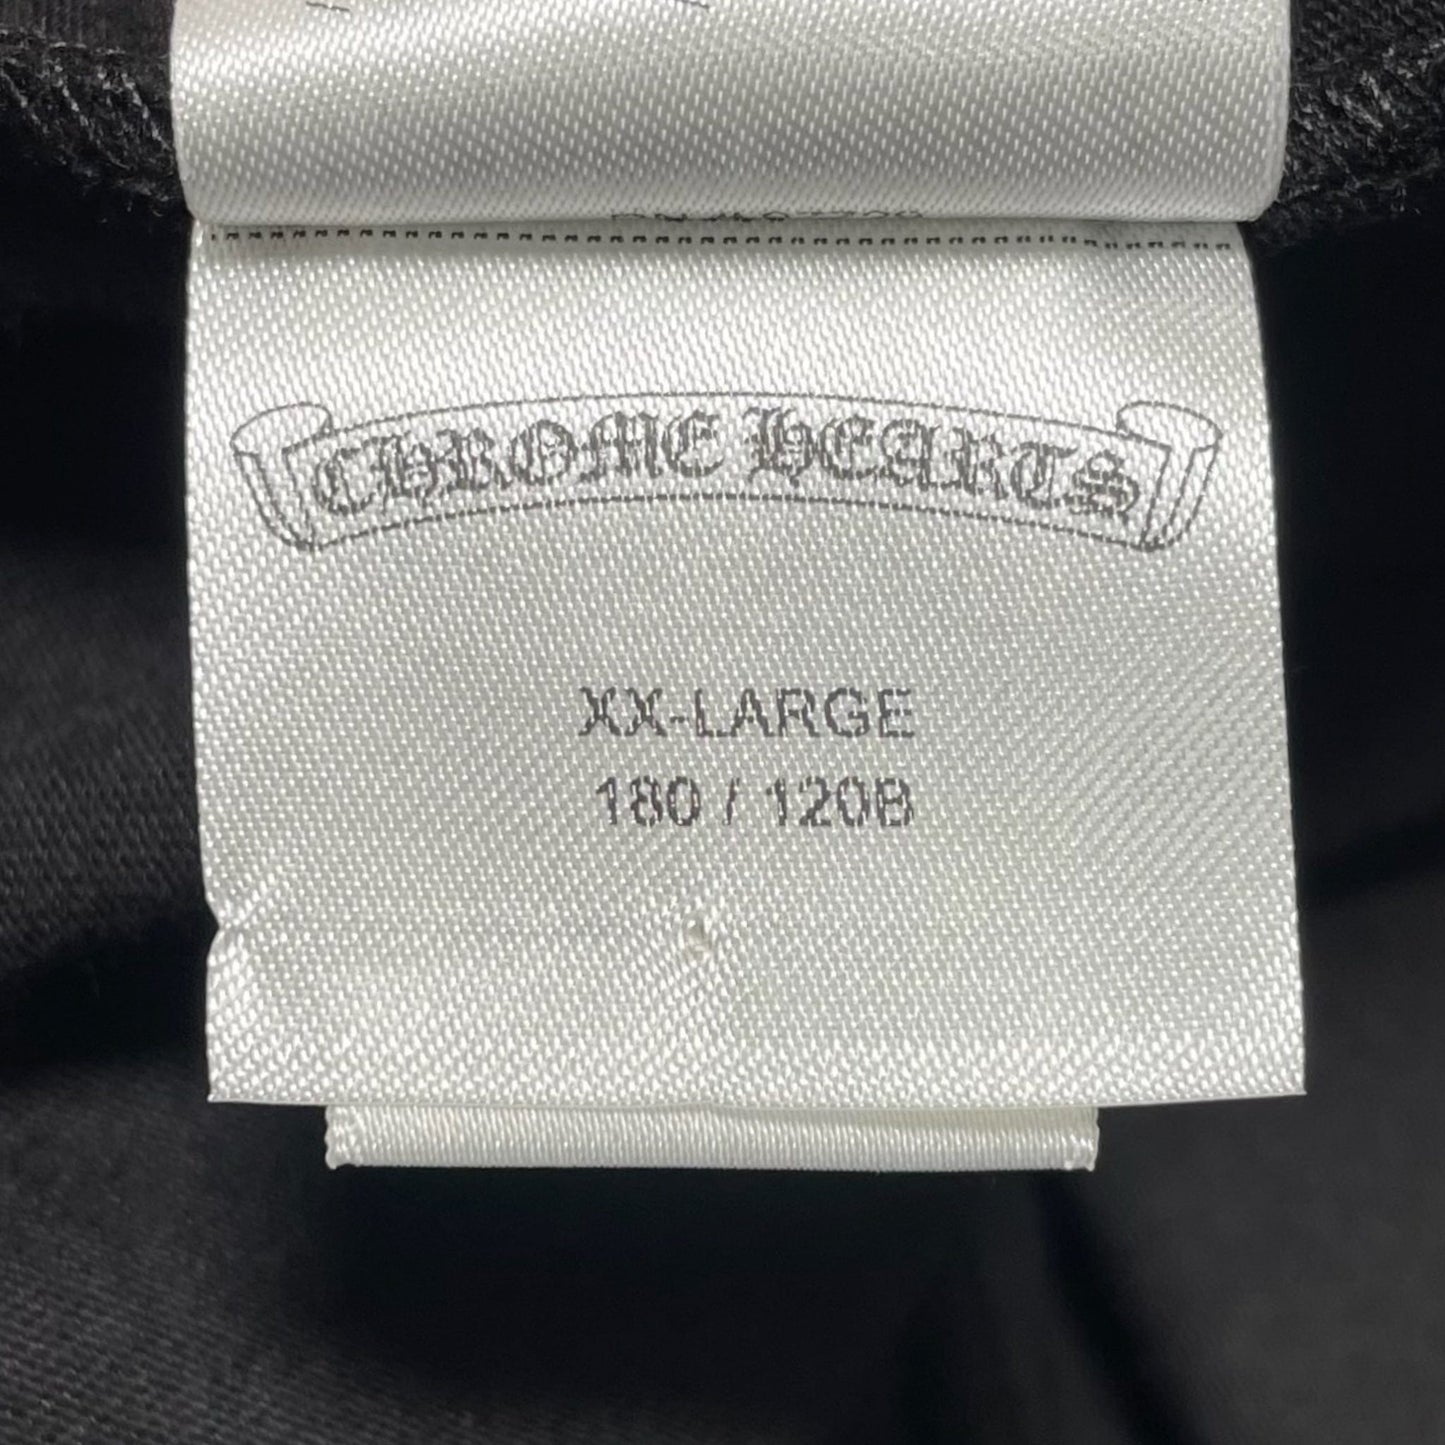 CHROME HEARTS
XX-LARGE
180 / 120B